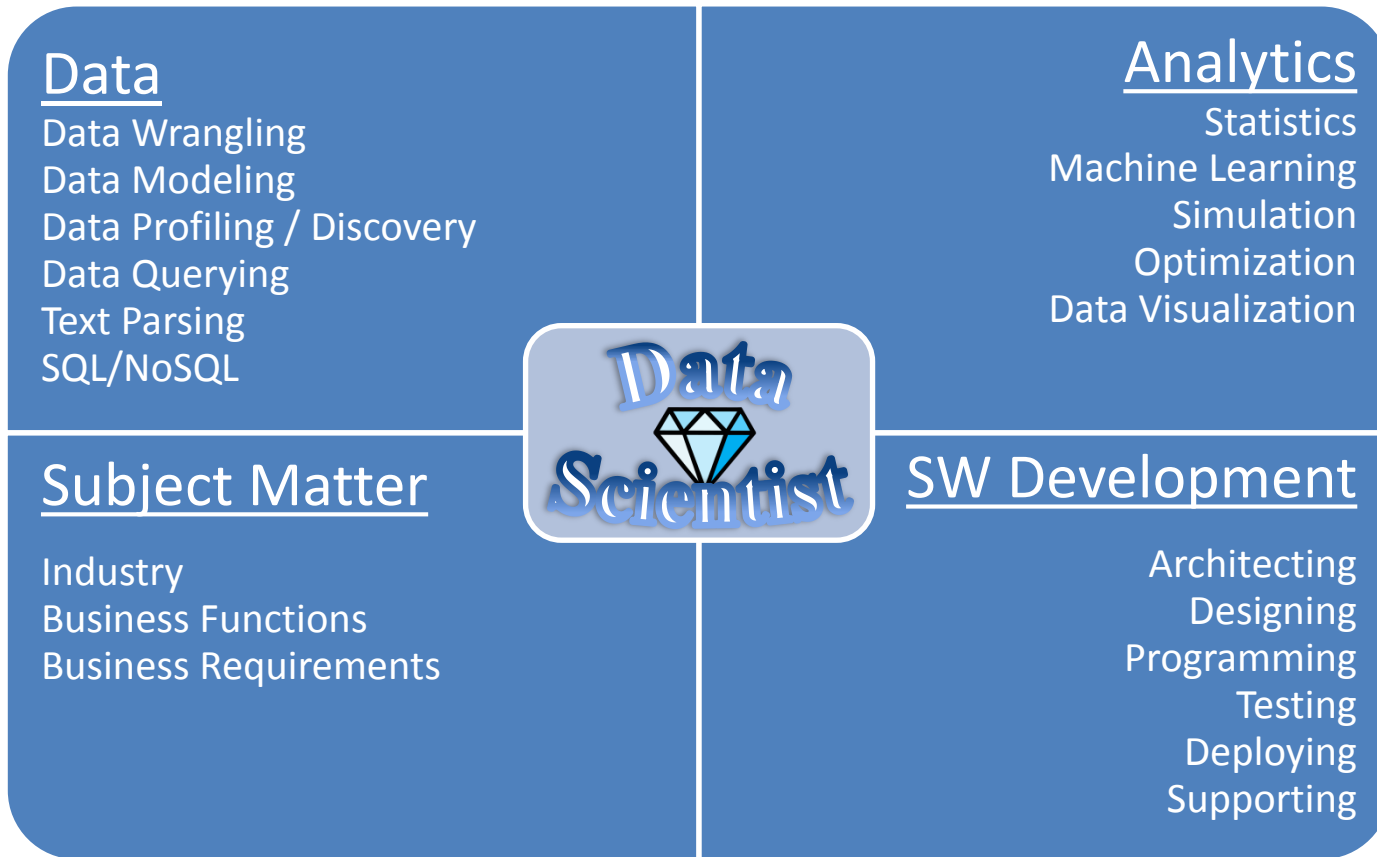 Data
Data Wrangling
Data Modeling
Data Profiling / Discovery
Data Querying
Text Parsing
SQL/NoSQL
Analytics
Statistics
Machine Learning
Simulation
Optimization
Data Visualization
Data
Scientist
Subject Matter
Industry
Business Functions
Business Requirements
SW Development
Architecting
Designing
Programming
Testing
Deploying
Supporting